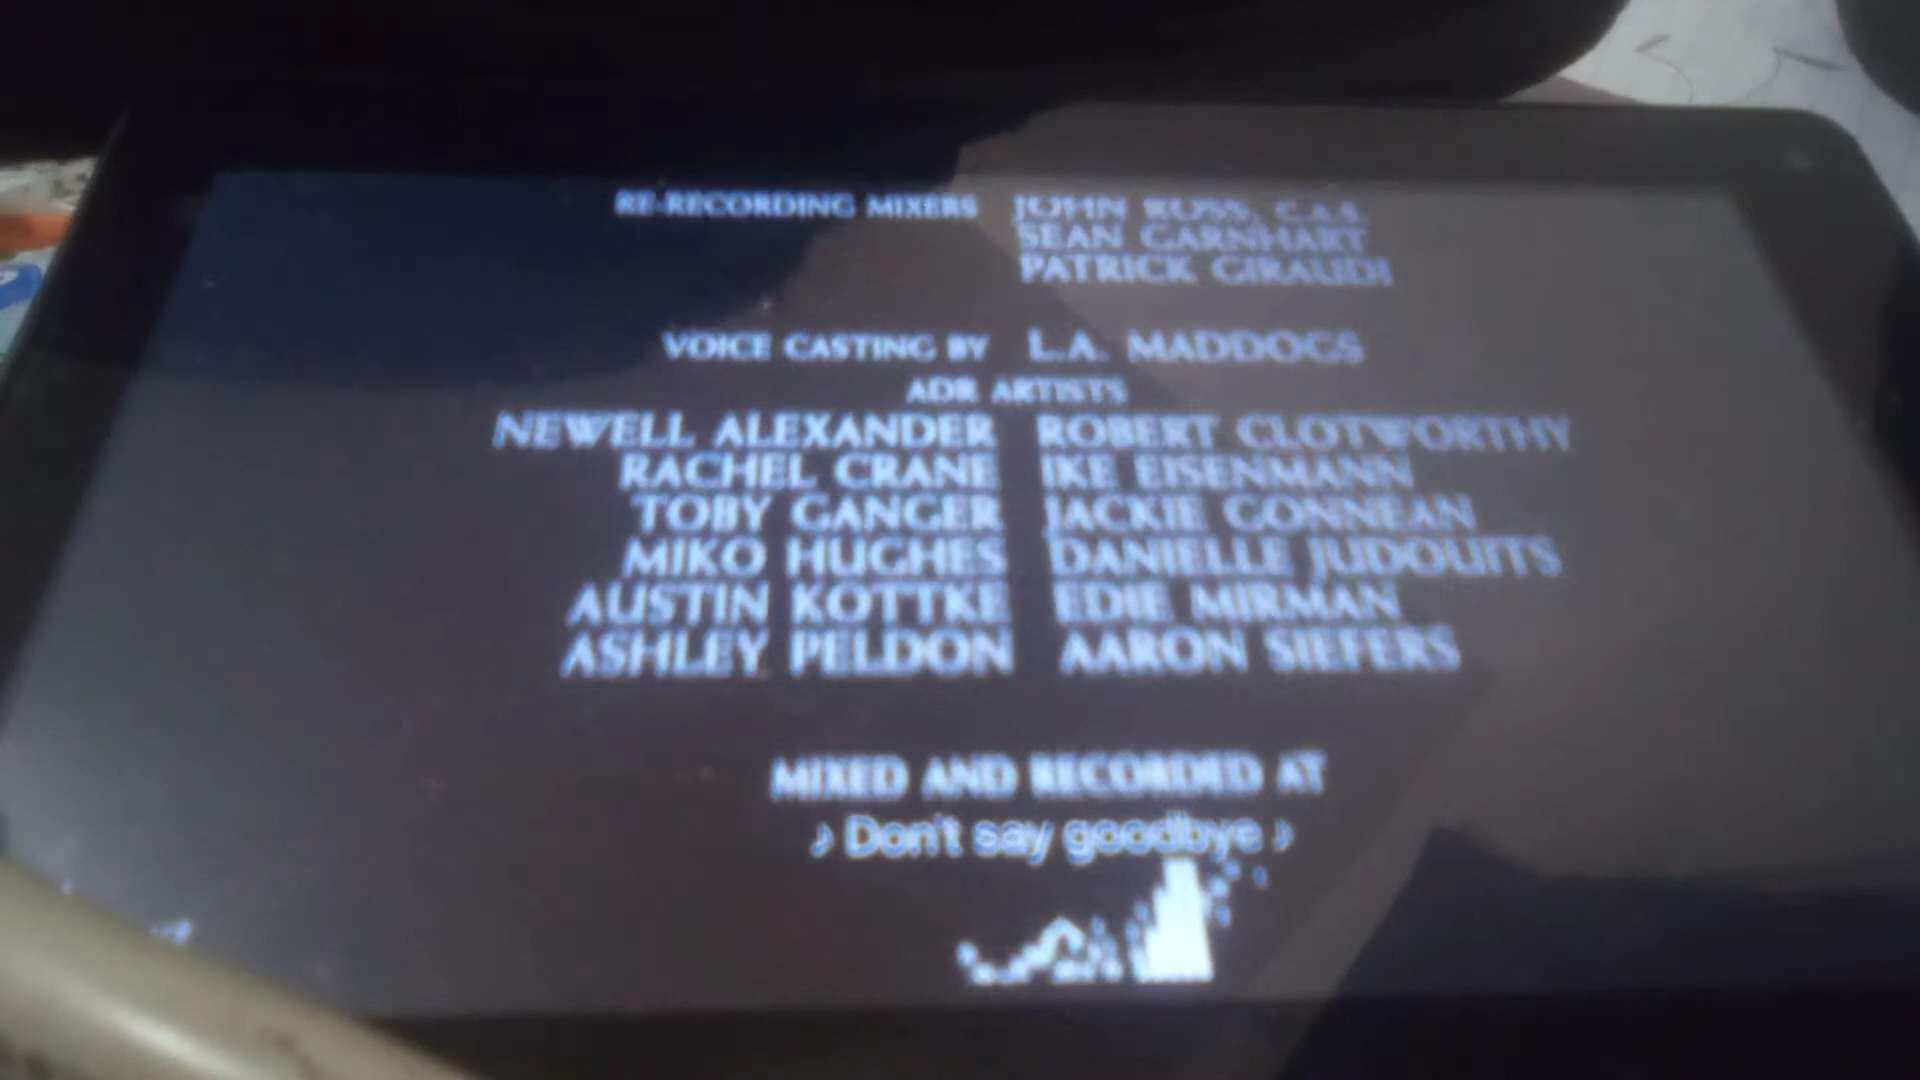 RE-RECORDING MIXERS JOHN ROSS, C.A.S.
SEAN GARNHART
PATRICK GIRAUDI
VOICE CASTING BY L.A. MADDOGS
ADR ARTISTS
NEWELL ALEXANDER ROBERT CLOTWORTHY
RACHEL CRANE IKE EISENMANN
TOBY GANGER JACKIE GONNEAN
MIKO HUGHES DANIELLE JUDOUITS
AUSTIN KOTTKE EDIE MIRMAN
ASHLEY PELDON AARON SIEFERS
MIXED AND RECORDED AT
♪ Don't say goodbye ♪